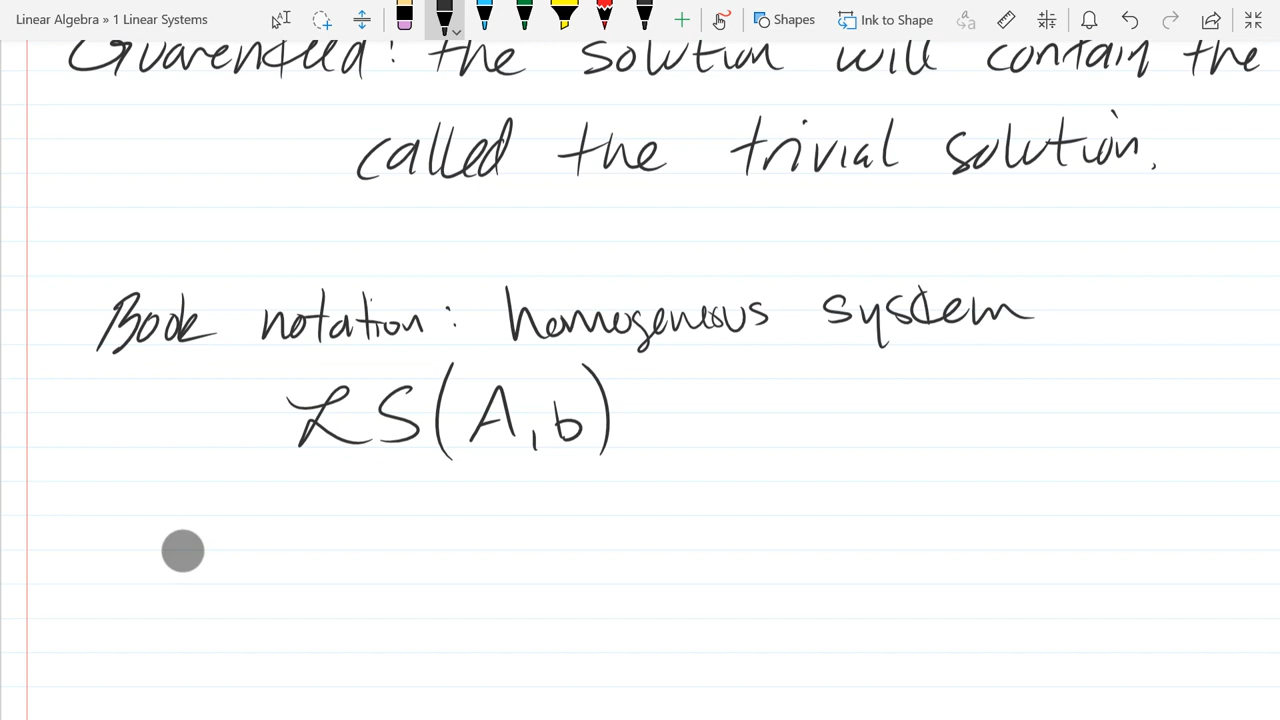 Linear Algebra » 1 Linear Systems
Shapes
Ink to Shape
Guarenteed: the solution will contain the
called the trivial solution.
Book notation: homogeneous system
LS(A,b)